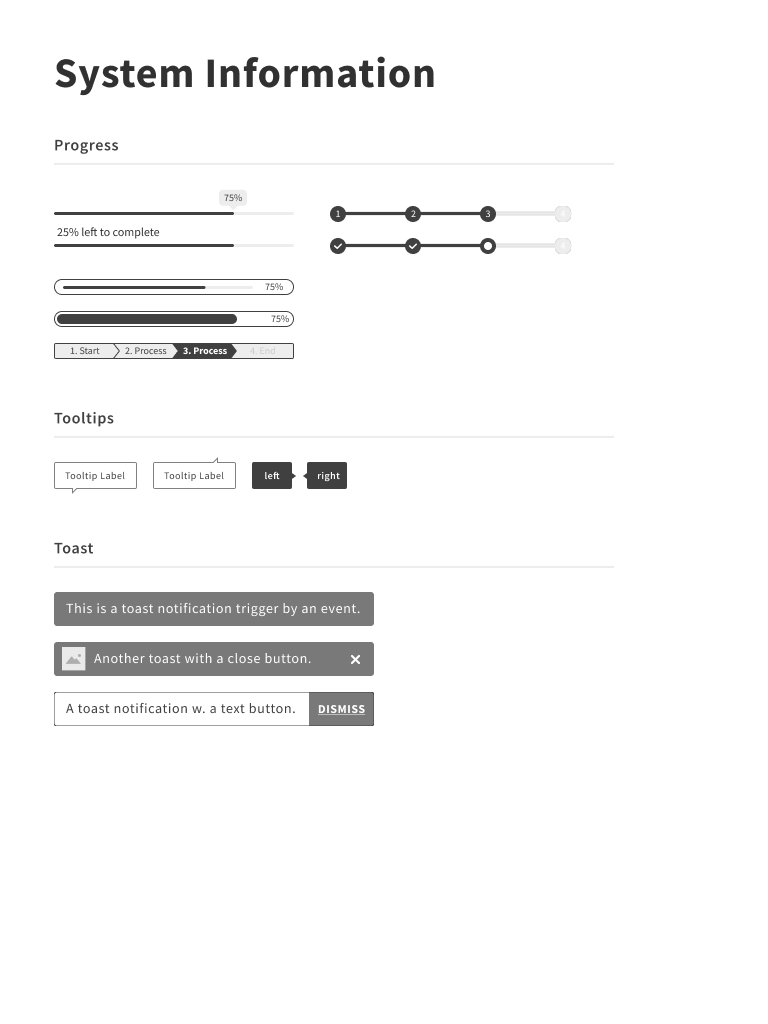 System Information
Progress
75%
1 2 3 4
25% left to complete
4
75%
75%
1. Start 2. Process 3. Process 4. End
Tooltips
Tooltip Label Tooltip Label left right
Toast
This is a toast notification trigger by an event.
Another toast with a close button.
A toast notification w. a text button. DISMISS